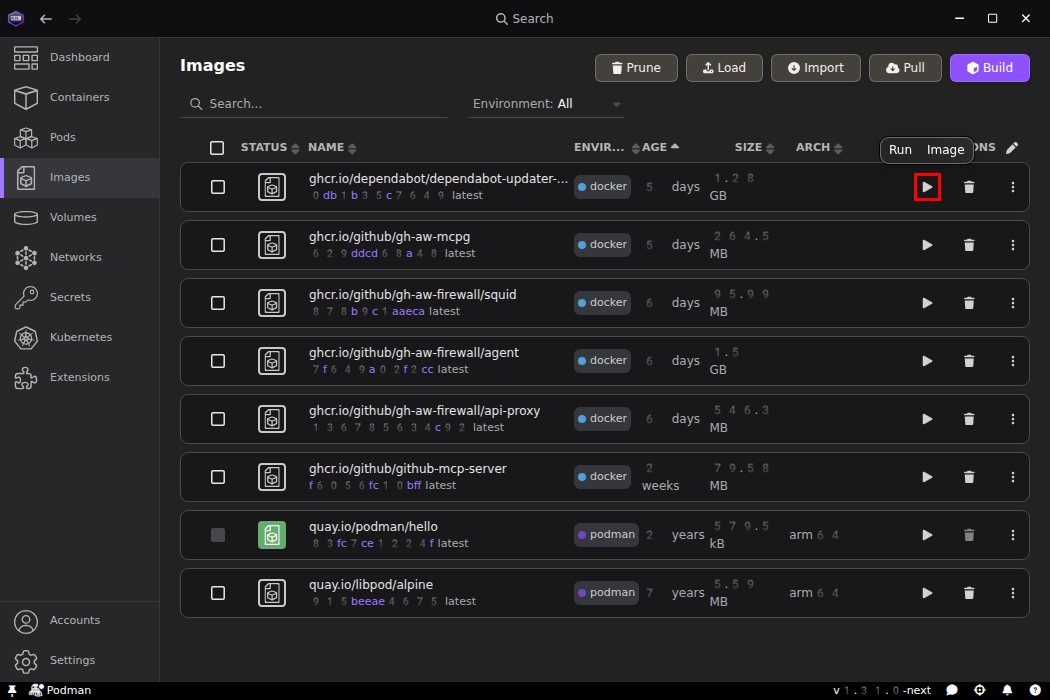 Search
Dashboard
Containers
Pods
Images
Volumes
Networks
Secrets
Kubernetes
Extensions
Accounts
Settings
Images
Prune
Load
Import
Pull
Build
Search...
Environment: All
STATUS NAME ENVIR... AGE SIZE ARCH ONS
Run Image
ghcr.io/dependabot/dependabot-updater-... docker 5 days 1.28 GB
0db1b35c7649 latest
ghcr.io/github/gh-aw-mcpg docker 5 days 264.5 MB
629ddcd68a48 latest
ghcr.io/github/gh-aw-firewall/squid docker 6 days 95.99 MB
878b9c1aaeca latest
ghcr.io/github/gh-aw-firewall/agent docker 6 days 1.5 GB
7f649a02f2cc latest
ghcr.io/github/gh-aw-firewall/api-proxy docker 6 days 546.3 MB
136785634c92 latest
ghcr.io/github/github-mcp-server docker 2 weeks 79.58 MB
f6056fc10bff latest
quay.io/podman/hello podman 2 years 579.5 kB arm64
83fc7ce1224f latest
quay.io/libpod/alpine podman 7 years 5.59 MB arm64
915beeae4675 latest
Podman
v1.31.0-next